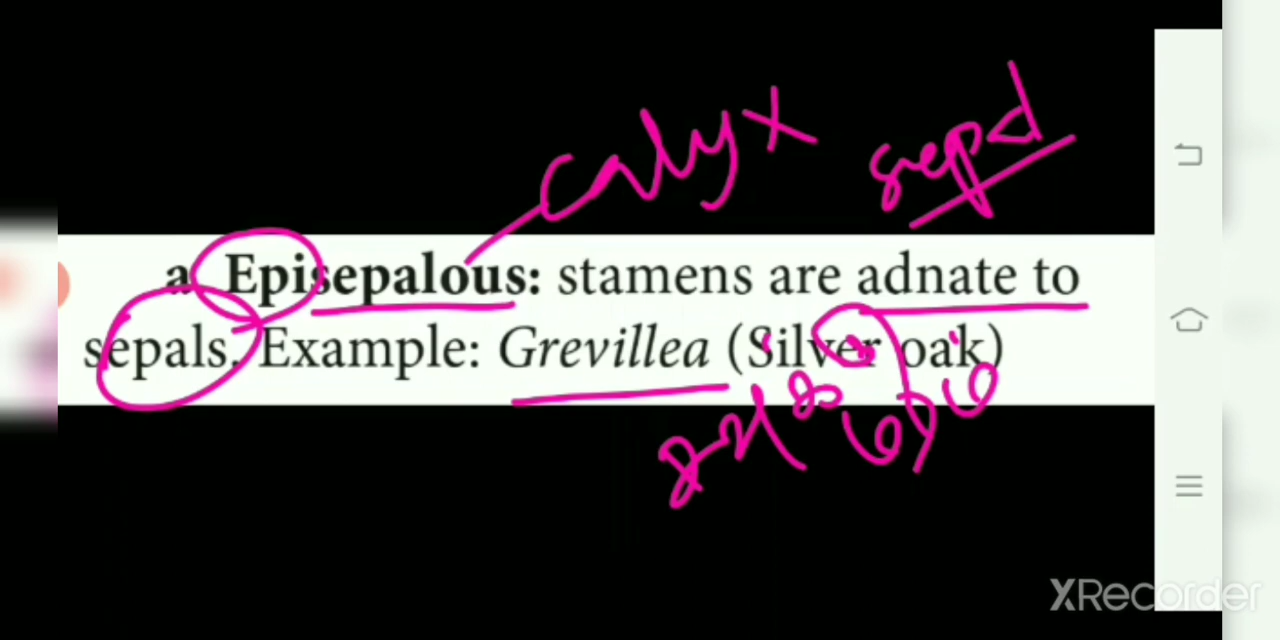 calyx sepal
a. Episepalous: stamens are adnate to
sepals. Example: Grevillea (Silver oak)
XRecorder